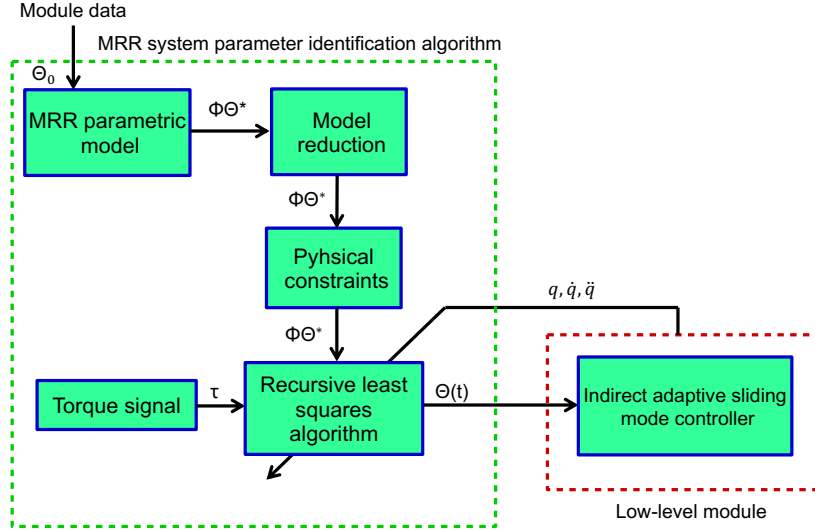 Module data
MRR system parameter identification algorithm
Θ₀
MRR parametric
model
ΦΘ*
Model
reduction
ΦΘ*
Pyhsical
constraints
q, q̇, q̈
ΦΘ*
Torque signal
τ
Recursive least
squares
algorithm
Θ(t)
Indirect adaptive sliding
mode controller
Low-level module